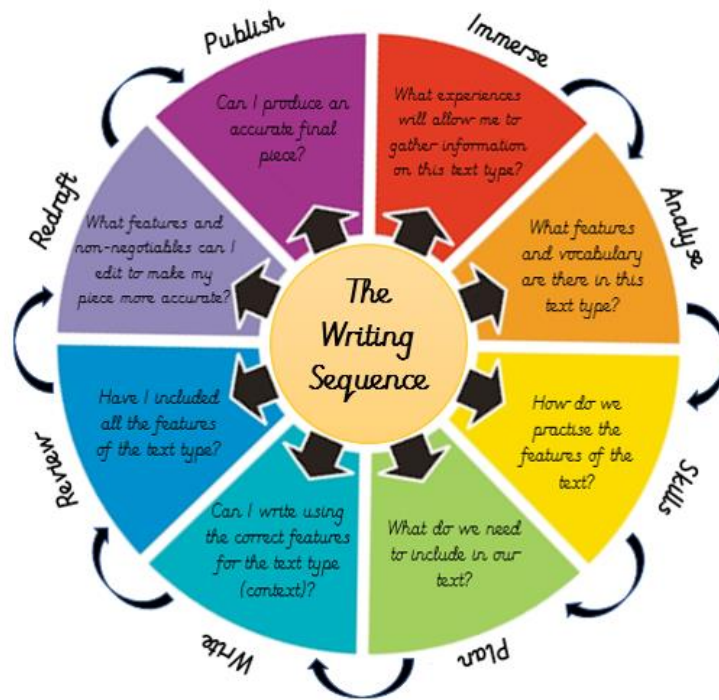 The
Writing
Sequence
Immerse
What experiences
will allow me to
gather information
on this text type?
Analyse
What features
and vocabulary
are there in this
text type?
Skills
How do we
practise the
features of the
text?
Plan
What do we need
to include in our
text?
Write
Can I write using
the correct features
for the text type
(context)?
Review
Have I included
all the features
of the text type?
Redraft
What features and
non-negotiables can I
edit to make my
piece more accurate?
Publish
Can I produce an
accurate final
piece?